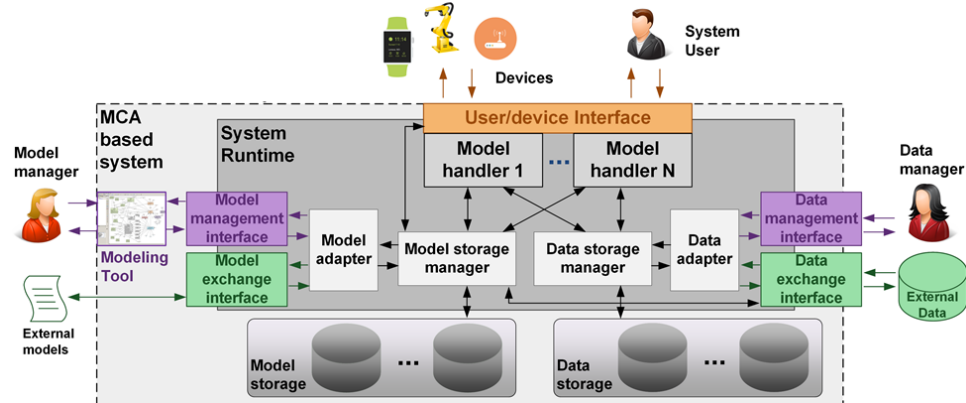 11:14
Devices
System
User
MCA
based
system
User/device Interface
System
Runtime
Model
handler 1
...
Model
handler N
Model
manager
Data
manager
Model
management
interface
Modeling
Tool
Model
exchange
interface
Model
adapter
Model storage
manager
Data storage
manager
Data
adapter
Data
management
interface
Data
exchange
interface
External
models
External
Data
Model
storage
...
Data
storage
...